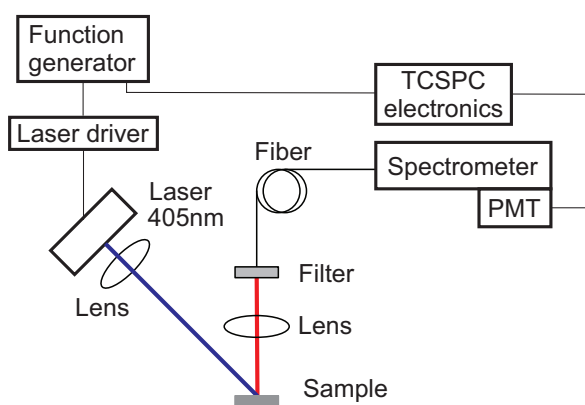 Function
generator
TCSPC
electronics
Laser driver
Fiber
Spectrometer
Laser
405nm
PMT
Filter
Lens
Lens
Sample